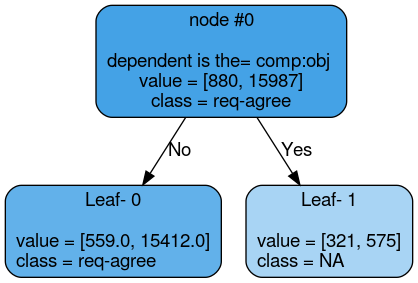 node #0
dependent is the= comp:obj
value = [880, 15987]
class = req-agree
No
Yes
Leaf- 0
value = [559.0, 15412.0]
class = req-agree
Leaf- 1
value = [321, 575]
class = NA